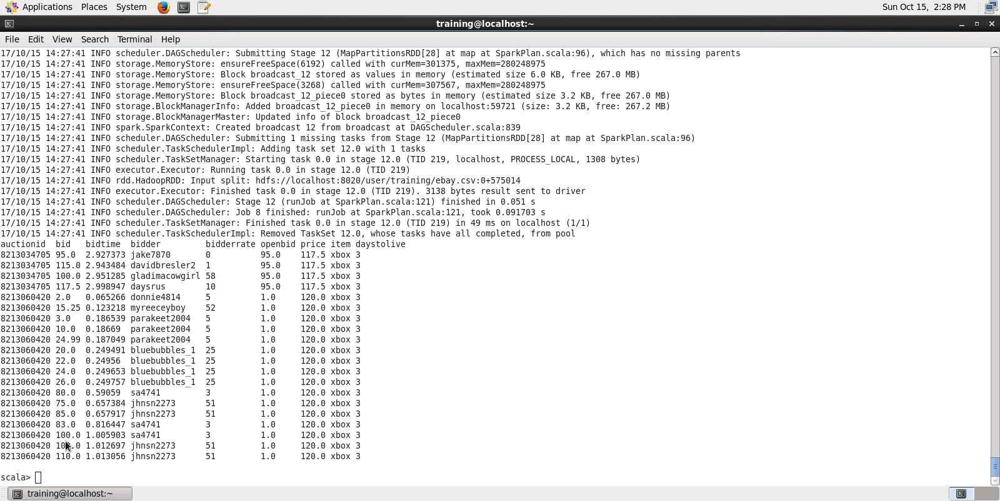 Applications Places System Sun Oct 15, 2:28 PM
training@localhost:~
File Edit View Search Terminal Help
17/10/15 14:27:41 INFO scheduler.DAGScheduler: Submitting Stage 12 (MapPartitionsRDD[28] at map at SparkPlan.scala:96), which has no missing parents
17/10/15 14:27:41 INFO storage.MemoryStore: ensureFreeSpace(6192) called with curMem=301375, maxMem=280248975
17/10/15 14:27:41 INFO storage.MemoryStore: Block broadcast_12 stored as values in memory (estimated size 6.0 KB, free 267.0 MB)
17/10/15 14:27:41 INFO storage.MemoryStore: ensureFreeSpace(3268) called with curMem=307567, maxMem=280248975
17/10/15 14:27:41 INFO storage.MemoryStore: Block broadcast_12_piece0 stored as bytes in memory (estimated size 3.2 KB, free 267.0 MB)
17/10/15 14:27:41 INFO storage.BlockManagerInfo: Added broadcast_12_piece0 in memory on localhost:59721 (size: 3.2 KB, free: 267.2 MB)
17/10/15 14:27:41 INFO storage.BlockManagerMaster: Updated info of block broadcast_12_piece0
17/10/15 14:27:41 INFO spark.SparkContext: Created broadcast 12 from broadcast at DAGScheduler.scala:839
17/10/15 14:27:41 INFO scheduler.DAGScheduler: Submitting 1 missing tasks from Stage 12 (MapPartitionsRDD[28] at map at SparkPlan.scala:96)
17/10/15 14:27:41 INFO scheduler.TaskSchedulerImpl: Adding task set 12.0 with 1 tasks
17/10/15 14:27:41 INFO scheduler.TaskSetManager: Starting task 0.0 in stage 12.0 (TID 219, localhost, PROCESS_LOCAL, 1308 bytes)
17/10/15 14:27:41 INFO executor.Executor: Running task 0.0 in stage 12.0 (TID 219)
17/10/15 14:27:41 INFO rdd.HadoopRDD: Input split: hdfs://localhost:8020/user/training/ebay.csv:0+575014
17/10/15 14:27:41 INFO executor.Executor: Finished task 0.0 in stage 12.0 (TID 219). 3138 bytes result sent to driver
17/10/15 14:27:41 INFO scheduler.DAGScheduler: Stage 12 (runJob at SparkPlan.scala:121) finished in 0.051 s
17/10/15 14:27:41 INFO scheduler.DAGScheduler: Job 8 finished: runJob at SparkPlan.scala:121, took 0.091703 s
17/10/15 14:27:41 INFO scheduler.TaskSetManager: Finished task 0.0 in stage 12.0 (TID 219) in 49 ms on localhost (1/1)
17/10/15 14:27:41 INFO scheduler.TaskSchedulerImpl: Removed TaskSet 12.0, whose tasks have all completed, from pool
auctionid bid bidtime bidder bidderrate openbid price item daystolive
8213034705 95.0 2.927373 jake7870 0 95.0 117.5 xbox 3
8213034705 115.0 2.943484 davidbresler2 1 95.0 117.5 xbox 3
8213034705 100.0 2.951285 gladimacowgirl 58 95.0 117.5 xbox 3
8213034705 117.5 2.998947 daysrus 10 95.0 117.5 xbox 3
8213060420 2.0 0.065266 donnie4814 5 1.0 120.0 xbox 3
8213060420 15.25 0.123218 myreeceyboy 52 1.0 120.0 xbox 3
8213060420 3.0 0.186539 parakeet2004 5 1.0 120.0 xbox 3
8213060420 10.0 0.18669 parakeet2004 5 1.0 120.0 xbox 3
8213060420 24.99 0.187049 parakeet2004 5 1.0 120.0 xbox 3
8213060420 20.0 0.249491 bluebubbles_1 25 1.0 120.0 xbox 3
8213060420 22.0 0.24956 bluebubbles_1 25 1.0 120.0 xbox 3
8213060420 24.0 0.249653 bluebubbles_1 25 1.0 120.0 xbox 3
8213060420 26.0 0.249757 bluebubbles_1 25 1.0 120.0 xbox 3
8213060420 80.0 0.59059 sa4741 3 1.0 120.0 xbox 3
8213060420 75.0 0.657384 jhnsn2273 51 1.0 120.0 xbox 3
8213060420 85.0 0.657917 jhnsn2273 51 1.0 120.0 xbox 3
8213060420 83.0 0.816447 sa4741 3 1.0 120.0 xbox 3
8213060420 100.0 1.005903 sa4741 3 1.0 120.0 xbox 3
8213060420 1.012697 jhnsn2273 51 1.0 120.0 xbox 3
8213060420 110.0 1.013056 jhnsn2273 51 1.0 120.0 xbox 3
scala>
training@localhost:~